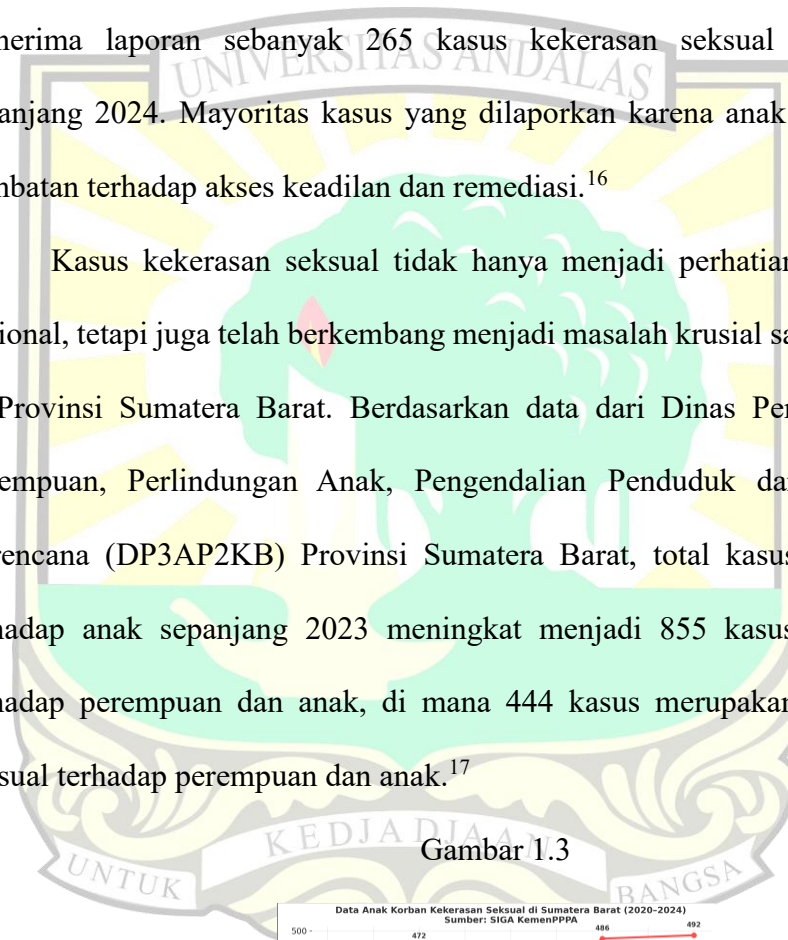 nerima laporan sebanyak 265 kasus kekerasan seksual
UNIVERSITAS ANDALAS
anjang 2024. Mayoritas kasus yang dilaporkan karena anak
mbatan terhadap akses keadilan dan remediasi.16
Kasus kekerasan seksual tidak hanya menjadi perhatian
ional, tetapi juga telah berkembang menjadi masalah krusial sa
Provinsi Sumatera Barat. Berdasarkan data dari Dinas Per
empuan, Perlindungan Anak, Pengendalian Penduduk da
rencana (DP3AP2KB) Provinsi Sumatera Barat, total kasus
hadap anak sepanjang 2023 meningkat menjadi 855 kasus
hadap perempuan dan anak, di mana 444 kasus merupakan
sual terhadap perempuan dan anak.17
KEDJADJAAN
Gambar 1.3
UNTUK
BANGSA
Data Anak Korban Kekerasan Seksual di Sumatera Barat (2020–2024)
Sumber: SIGA KemenPPPA
500
472
486
492